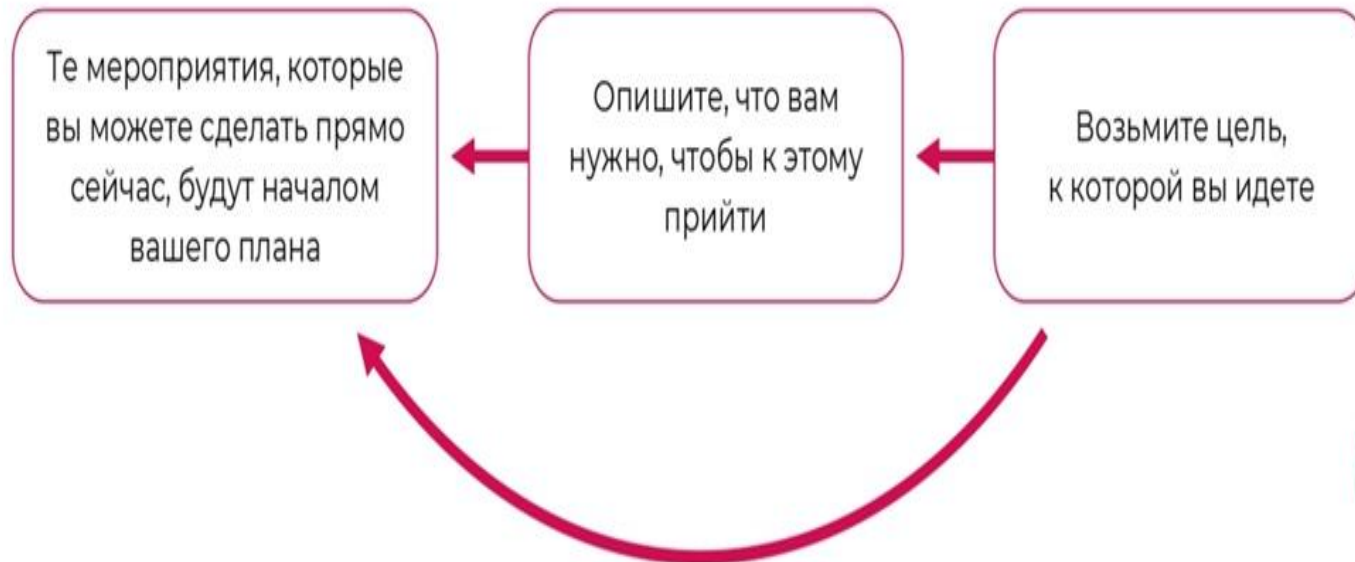 Те мероприятия, которые
вы можете сделать прямо
сейчас, будут началом
вашего плана
Опишите, что вам
нужно, чтобы к этому
прийти
Возьмите цель,
к которой вы идете